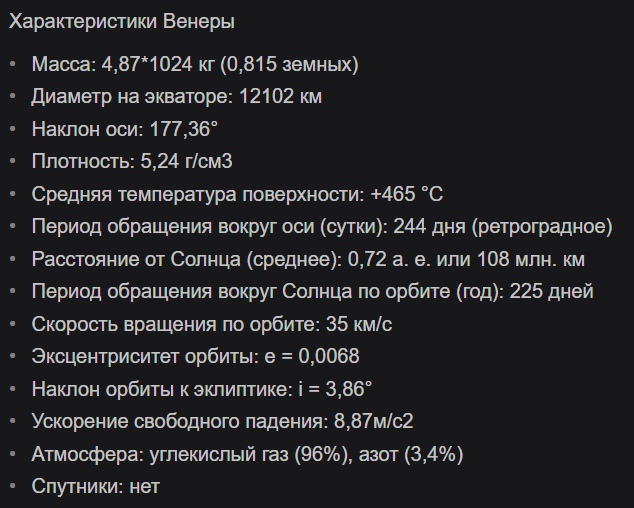 Характеристики Венеры
• Масса: 4,87*1024 кг (0,815 земных)
• Диаметр на экваторе: 12102 км
• Наклон оси: 177,36°
• Плотность: 5,24 г/см3
• Средняя температура поверхности: +465 °С
• Период обращения вокруг оси (сутки): 244 дня (ретроградное)
• Расстояние от Солнца (среднее): 0,72 а. е. или 108 млн. км
• Период обращения вокруг Солнца по орбите (год): 225 дней
• Скорость вращения по орбите: 35 км/с
• Эксцентриситет орбиты: e = 0,0068
• Наклон орбиты к эклиптике: i = 3,86°
• Ускорение свободного падения: 8,87м/с2
• Атмосфера: углекислый газ (96%), азот (3,4%)
• Спутники: нет